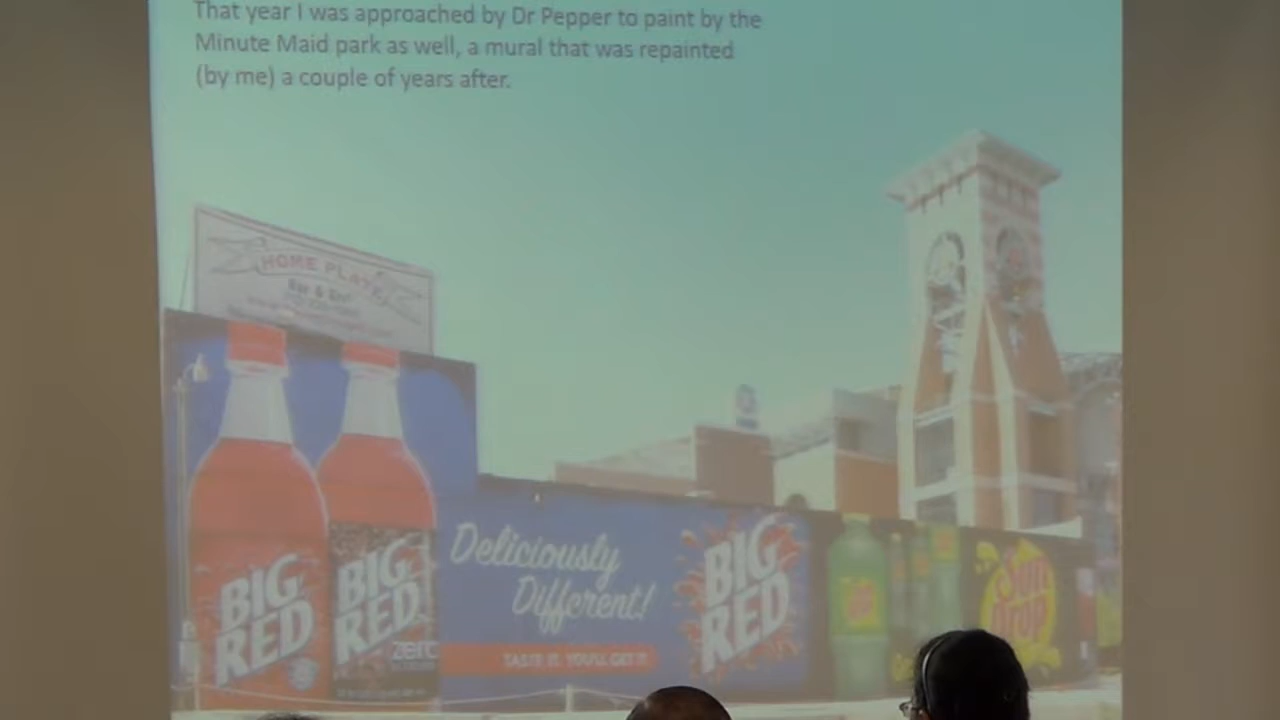 That year I was approached by Dr Pepper to paint by the
Minute Maid park as well, a mural that was repainted
(by me) a couple of years after.
HOME PLATE
Bar & Grill
BIG
RED
BIG
RED
zero
Deliciously
Different!
TASTE IT. YOU'LL GET IT.
BIG
RED
Sun
Drop